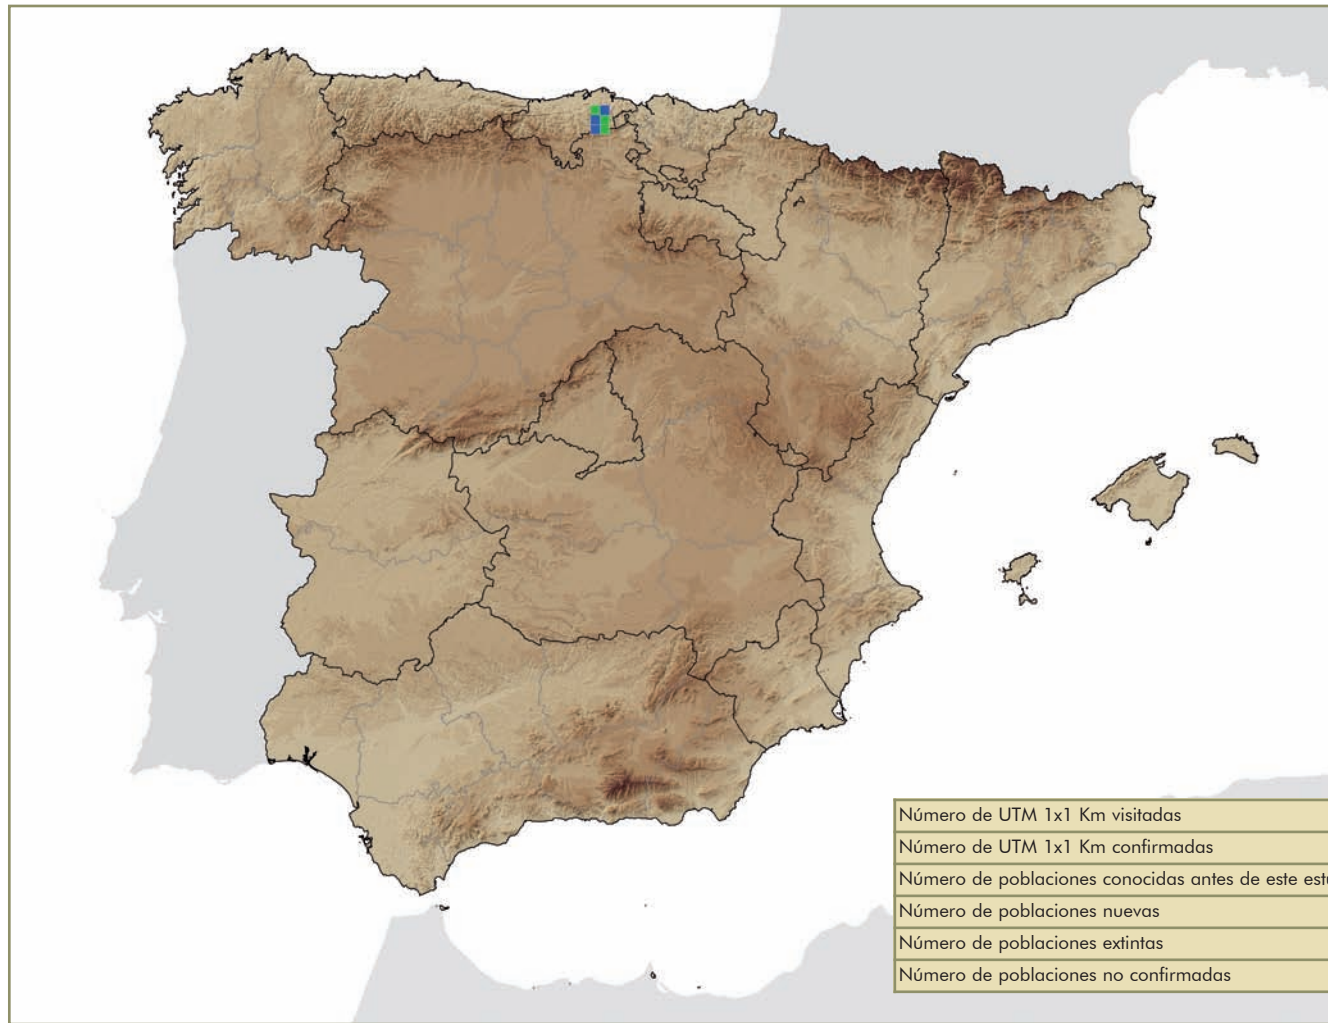 Número de UTM 1x1 Km visitadas
Número de UTM 1x1 Km confirmadas
Número de poblaciones conocidas antes de este
Número de poblaciones nuevas
Número de poblaciones extintas
Número de poblaciones no confirmadas